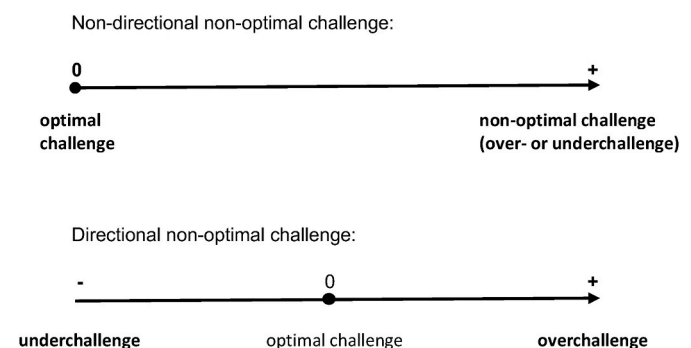 Non-directional non-optimal challenge:
0 +
optimal non-optimal challenge
challenge (over- or underchallenge)
Directional non-optimal challenge:
- 0 +
underchallenge optimal challenge overchallenge